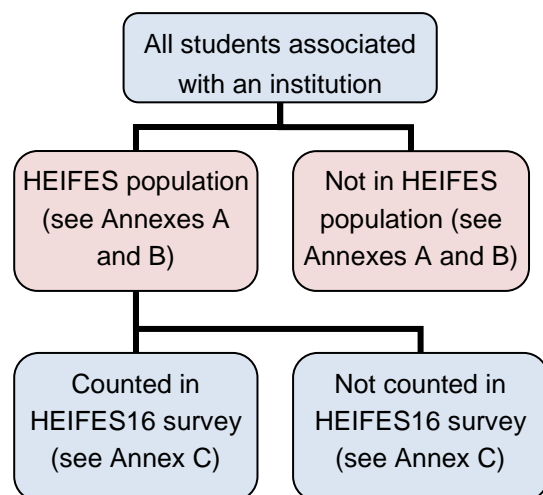 All students associated
with an institution
HEIFES population
(see Annexes A
and B)
Not in HEIFES
population (see
Annexes A and B)
Counted in
HEIFES16 survey
(see Annex C)
Not counted in
HEIFES16 survey
(see Annex C)